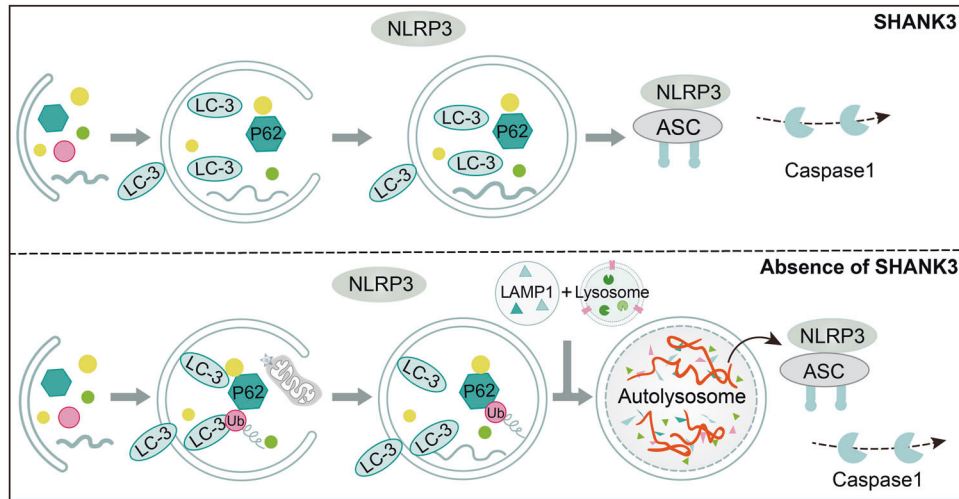 SHANK3
NLRP3
LC-3
P62
LC-3
LC-3
LC-3
P62
LC-3
LC-3
NLRP3
ASC
Caspase1
Absence of SHANK3
NLRP3
LAMP1 + Lysosome
LC-3
P62
Ub
LC-3
LC-3
LC-3
P62
Ub
LC-3
LC-3
Autolysosome
NLRP3
ASC
Caspase1